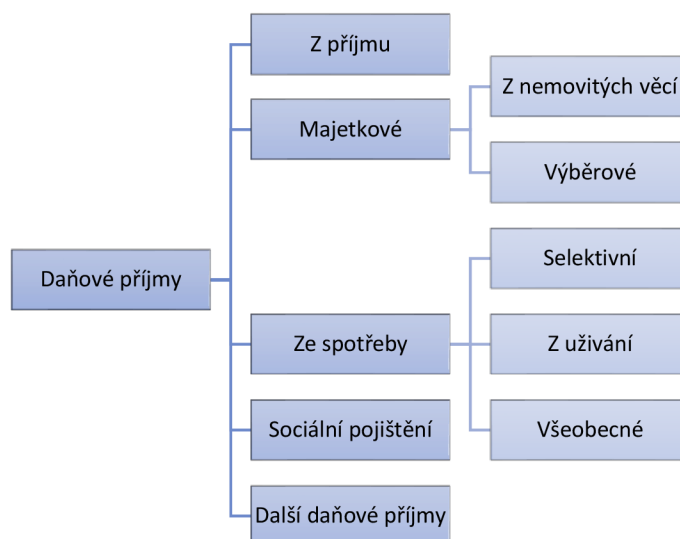 Daňové příjmy
Z příjmu
Majetkové
Z nemovitých věcí
Výběrové
Ze spotřeby
Selektivní
Z užívání
Všeobecné
Sociální pojištění
Další daňové příjmy